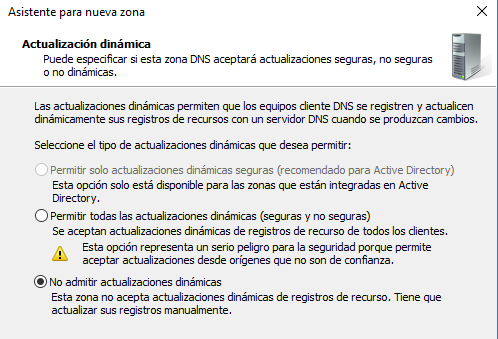 Asistente para nueva zona
Actualización dinámica
Puede especificar si esta zona DNS aceptará actualizaciones seguras, no seguras
o no dinámicas.
Las actualizaciones dinámicas permiten que los equipos cliente DNS se registren y actualicen
dinámicamente sus registros de recursos con un servidor DNS cuando se produzcan cambios.
Seleccione el tipo de actualizaciones dinámicas que desea permitir:
Permitir solo actualizaciones dinámicas seguras (recomendado para Active Directory)
Esta opción solo está disponible para las zonas que están integradas en Active
Directory.
Permitir todas las actualizaciones dinámicas (seguras y no seguras)
Se aceptan actualizaciones dinámicas de registros de recurso de todos los clientes.
Esta opción representa un serio peligro para la seguridad porque permite
aceptar actualizaciones desde orígenes que no son de confianza.
No admitir actualizaciones dinámicas
Esta zona no acepta actualizaciones dinámicas de registros de recurso. Tiene que
actualizar sus registros manualmente.